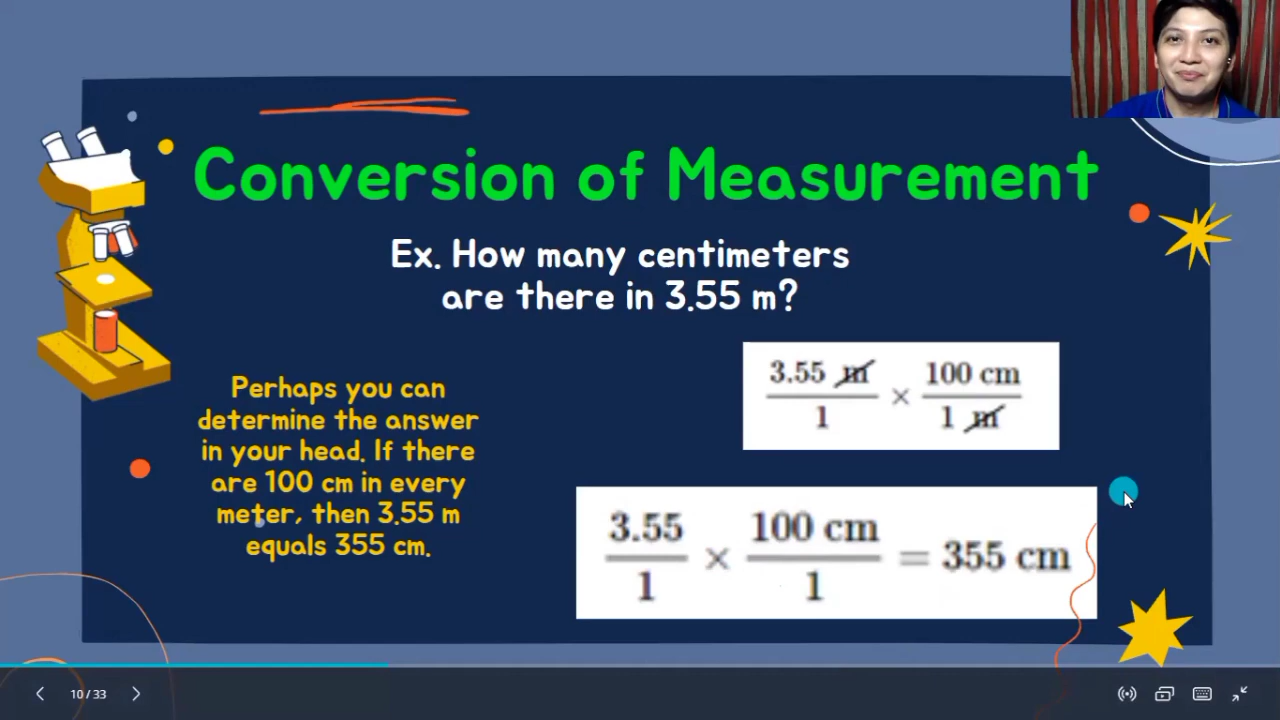 Conversion of Measurement
Ex. How many centimeters
are there in 3.55 m?
Perhaps you can
determine the answer
in your head. If there
are 100 cm in every
meter, then 3.55 m
equals 355 cm.
3.55 m/1 × 100 cm/1 m
3.55/1 × 100 cm/1 = 355 cm
10 / 33